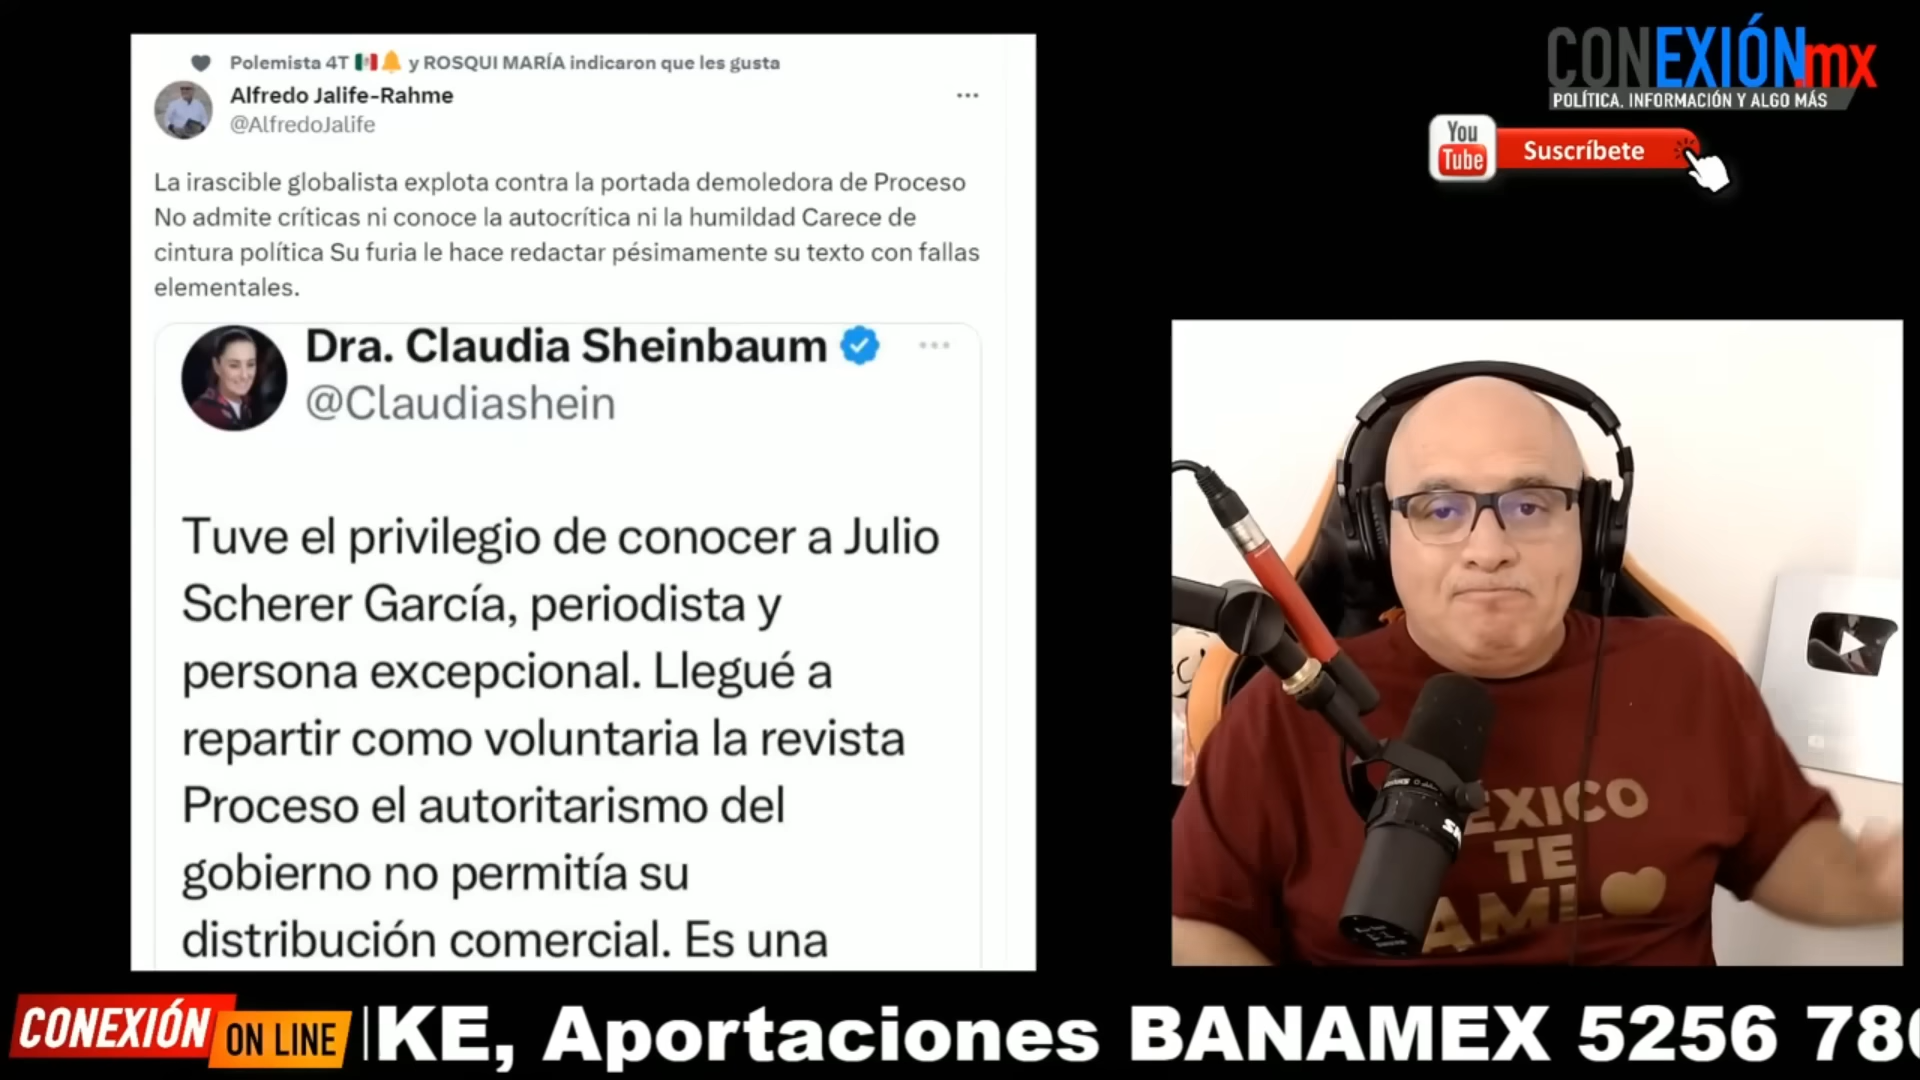 Polemista 4T y ROSQUI MARÍA indicaron que les gusta
Alfredo Jalife-Rahme
@AlfredoJalife
La irascible globalista explota contra la portada demoledora de Proceso
No admite críticas ni conoce la autocrítica ni la humildad Carece de
cintura política Su furia le hace redactar pésimamente su texto con fallas
elementales.
Dra. Claudia Sheinbaum
@Claudiashein
Tuve el privilegio de conocer a Julio
Scherer García, periodista y
persona excepcional. Llegué a
repartir como voluntaria la revista
Proceso el autoritarismo del
gobierno no permitía su
distribución comercial. Es una
CONEXIÓN.mx
POLÍTICA. INFORMACIÓN Y ALGO MÁS
You
Tube
Suscríbete
EXICO
TE
AMLO
CONEXIÓN
ON LINE
KE, Aportaciones BANAMEX 5256 780